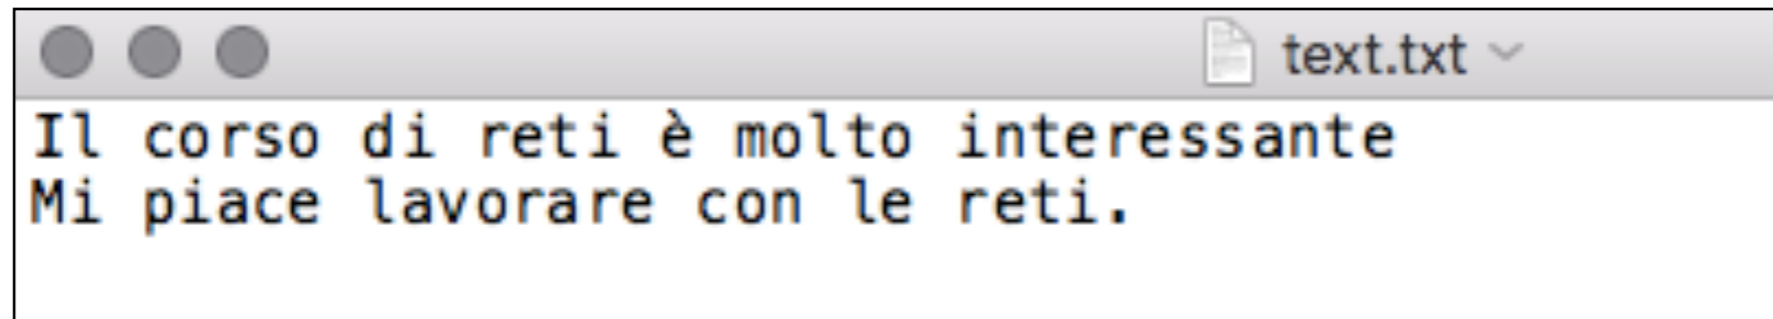 text.txt
Il corso di reti è molto interessante
Mi piace lavorare con le reti.